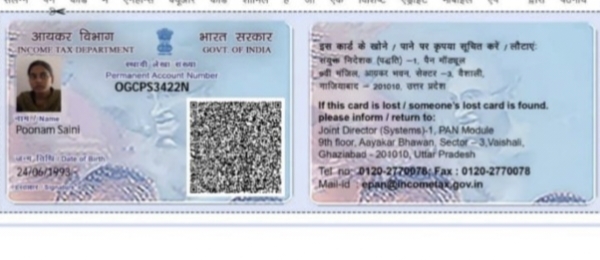 आयकर विभाग
INCOME TAX DEPARTMENT
भारत सरकार
GOVT. OF INDIA
स्थायी लेखा संख्या
Permanent Account Number
OGCPS3422N
नाम / Name
Poonam Saini
जन्म तिथि / Date of Birth
24/06/1993
हस्ताक्षर / Signature
इस कार्ड के खोने / पाने पर कृपया सूचित करें / लौटाएं:
संयुक्त निदेशक (पद्धति) -1, पैन मॉड्यूल
9वीं मंजिल, आयकर भवन, सेक्टर -3, वैशाली,
गाजियाबाद - 201010, उत्तर प्रदेश
If this card is lost / someone's lost card is found.
please inform / return to:
Joint Director (Systems)-1, PAN Module
9th floor, Aayakar Bhawan, Sector - 3,Vaishali,
Ghaziabad - 201010, Uttar Pradesh
Tel no: 0120-2770078; Fax : 0120-2770078
Mail-id : epan@incometax.gov.in